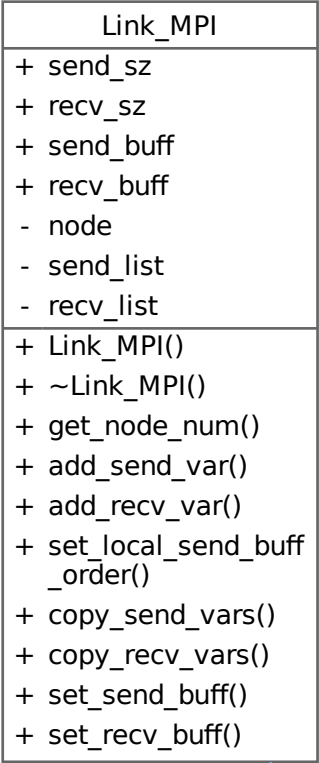 Link_MPI
+ send_sz
+ recv_sz
+ send_buff
+ recv_buff
- node
- send_list
- recv_list
+ Link_MPI()
+ ~Link_MPI()
+ get_node_num()
+ add_send_var()
+ add_recv_var()
+ set_local_send_buff
_order()
+ copy_send_vars()
+ copy_recv_vars()
+ set_send_buff()
+ set_recv_buff()